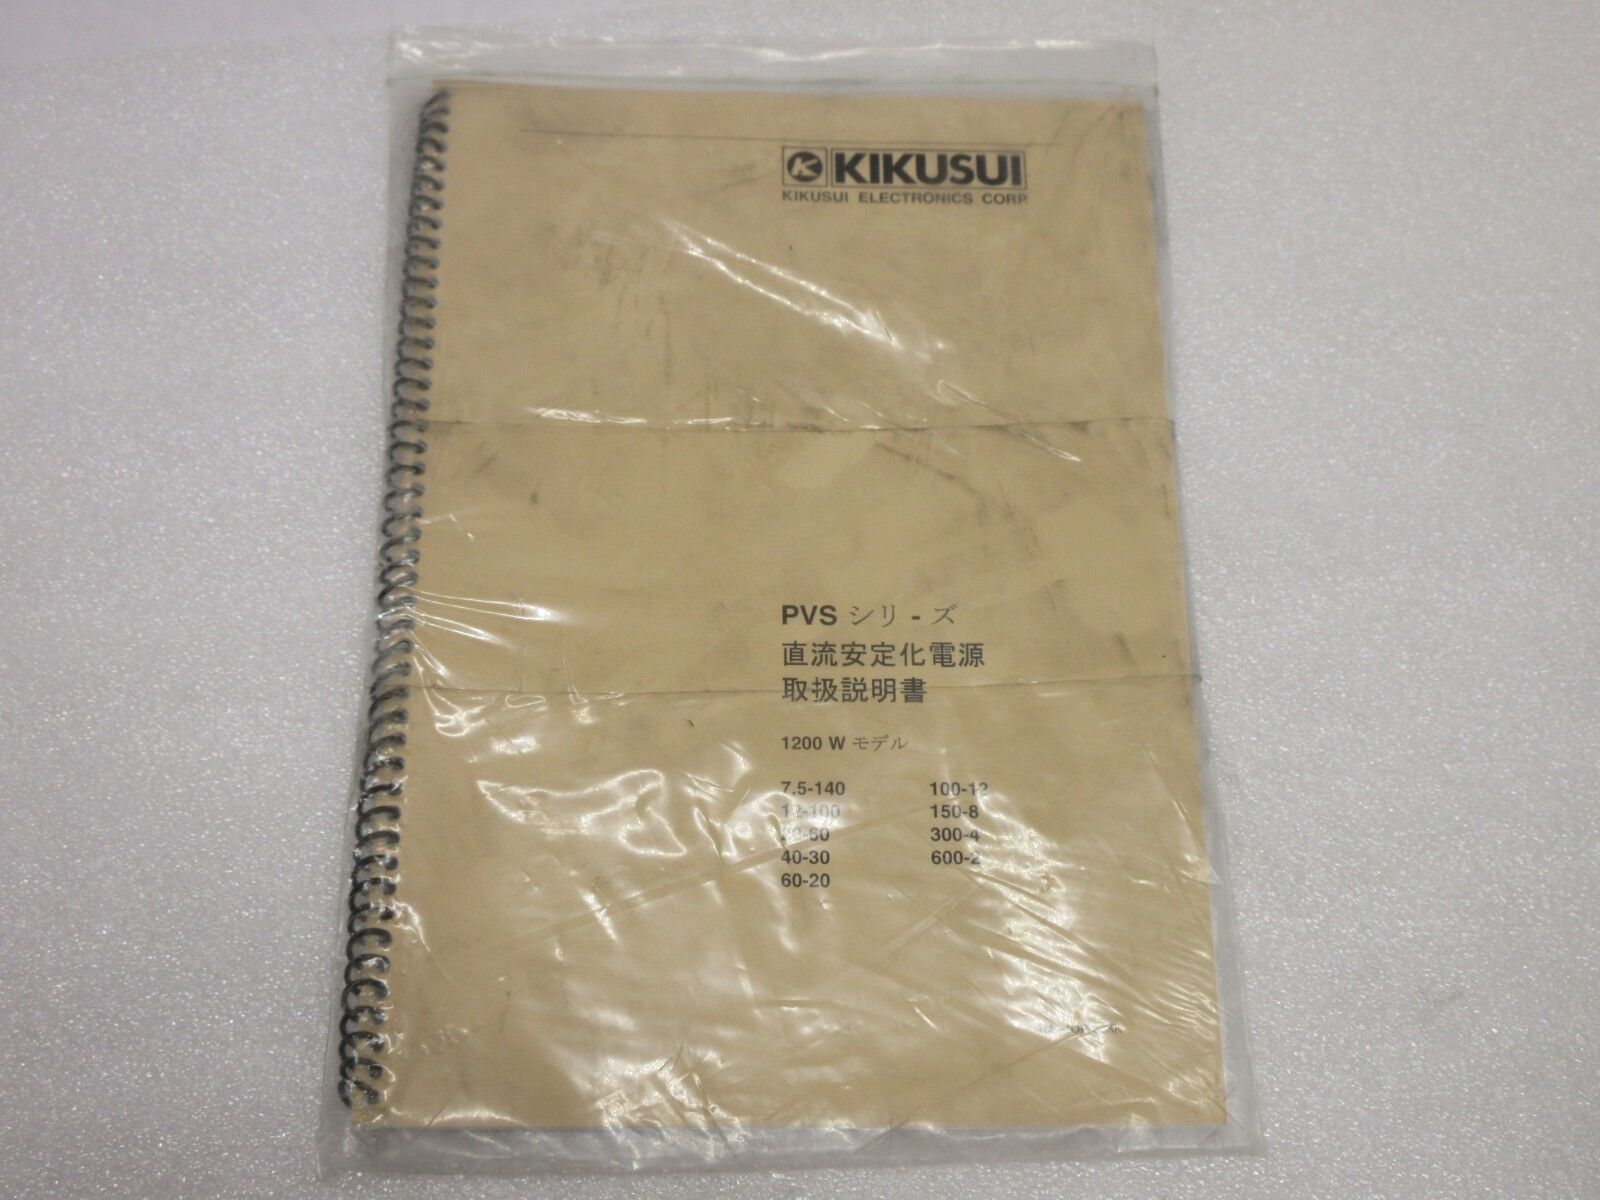 KIKUSUI
KIKUSUI ELECTRONICS CORP.
PVS シリ - ズ
直流安定化電源
取扱説明書
1200 W モデル
7.5-140 100-12
12-100 150-8
300-4
40-30 600-2
60-20